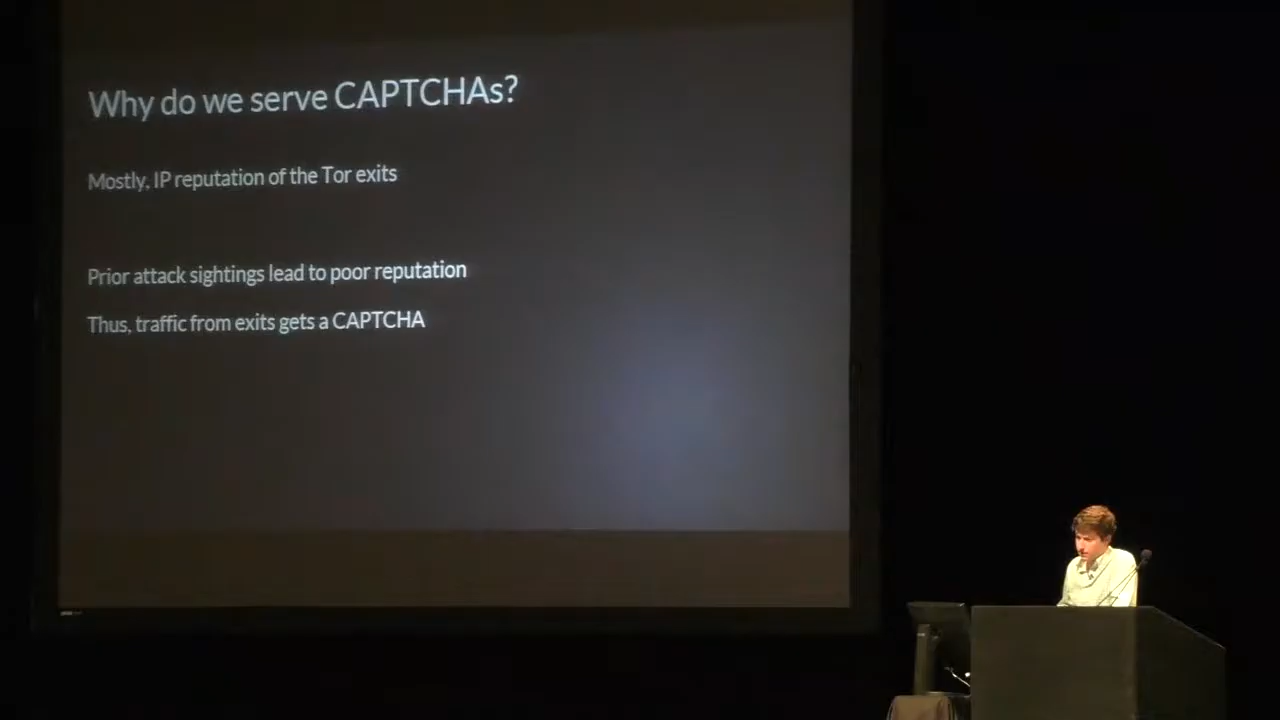 Why do we serve CAPTCHAs?
Mostly, IP reputation of the Tor exits
Prior attack sightings lead to poor reputation
Thus, traffic from exits gets a CAPTCHA